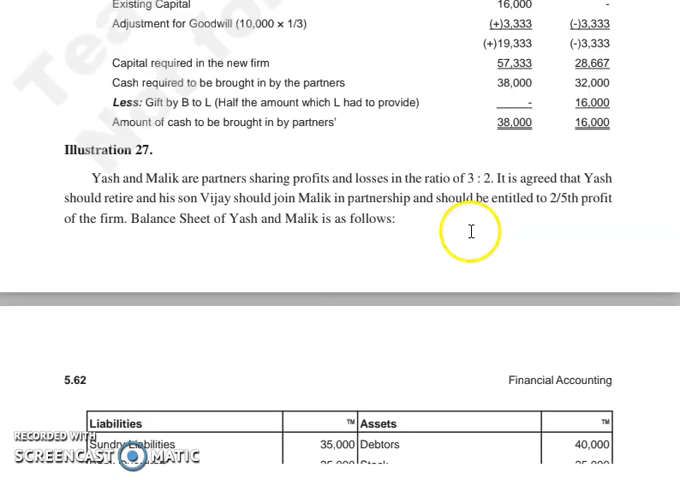 Existing Capital 16,000 -
Adjustment for Goodwill (10,000 × 1/3) (+)3,333 (-)3,333
(+)19,333 (-)3,333
Capital required in the new firm 57,333 28,667
Cash required to be brought in by the partners 38,000 32,000
Less: Gift by B to L (Half the amount which L had to provide) - 16,000
Amount of cash to be brought in by partners’ 38,000 16,000
Illustration 27.
Yash and Malik are partners sharing profits and losses in the ratio of 3 : 2. It is agreed that Yash
should retire and his son Vijay should join Malik in partnership and should be entitled to 2/5th profit
of the firm. Balance Sheet of Yash and Malik is as follows:
5.62 Financial Accounting
Liabilities ™ Assets ™
Sundry Liabilities 35,000 Debtors 40,000
RECORDED WITH
SCREENCAST MATIC